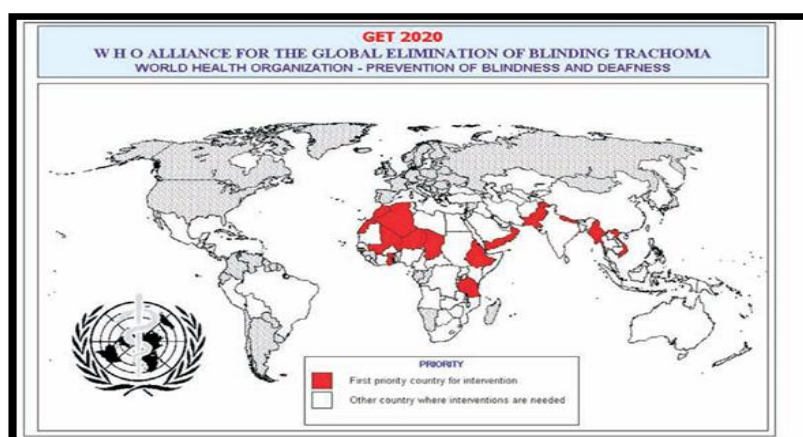 GET 2020
W H O ALLIANCE FOR THE GLOBAL ELIMINATION OF BLINDING TRACHOMA
WORLD HEALTH ORGANIZATION - PREVENTION OF BLINDNESS AND DEAFNESS
PRIORITY
First priority country for intervention
Other country where interventions are needed